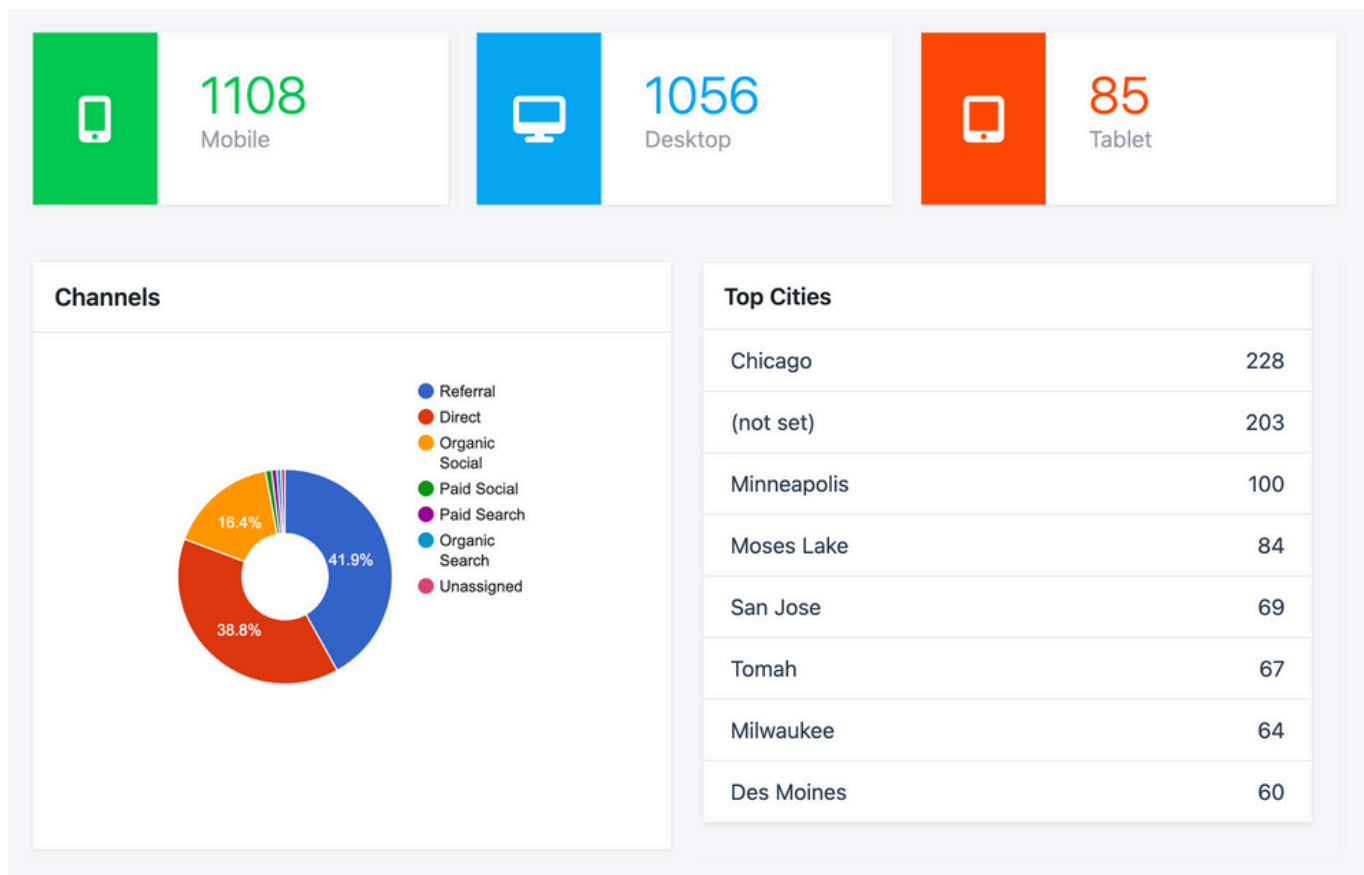 1108
Mobile
1056
Desktop
85
Tablet
Channels
Referral
Direct
Organic
Social
Paid Social
Paid Search
Organic
Search
Unassigned
16.4%
41.9%
38.8%
Top Cities
Chicago 228
(not set) 203
Minneapolis 100
Moses Lake 84
San Jose 69
Tomah 67
Milwaukee 64
Des Moines 60